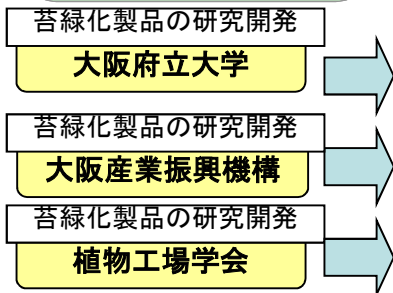 苔緑化製品の研究開発
大阪府立大学
苔緑化製品の研究開発
大阪産業振興機構
苔緑化製品の研究開発
植物工場学会